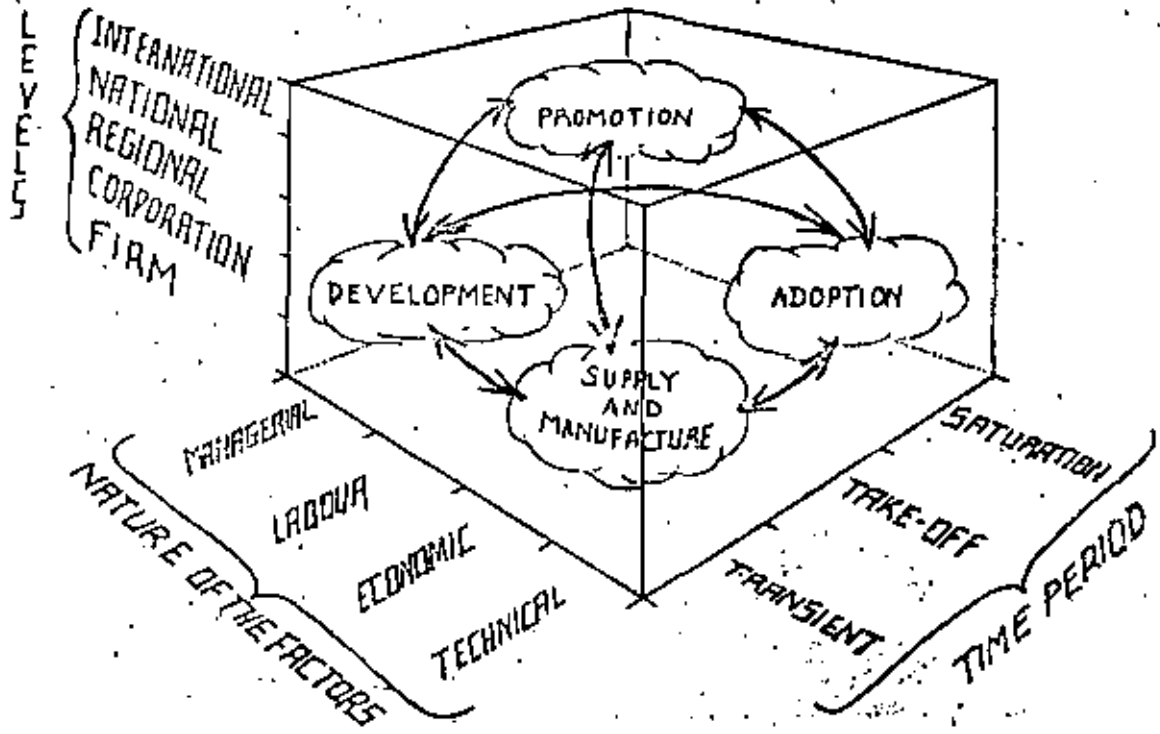 LEVELS
INTERNATIONAL
NATIONAL
REGIONAL
CORPORATION
FIRM
PROMOTION
DEVELOPMENT
ADOPTION
SUPPLY
AND
MANUFACTURE
MANAGERIAL
LABOUR
ECONOMIC
TECHNICAL
NATURE OF THE FACTORS
SATURATION
TAKE-OFF
TRANSIENT
TIME PERIOD